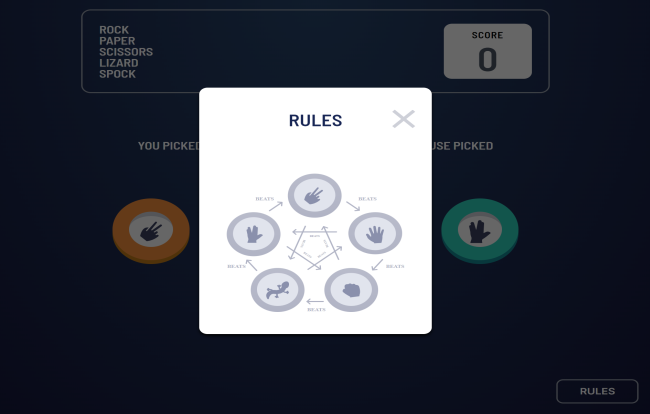 ROCK
PAPER
SCISSORS
LIZARD
SPOCK
SCORE
0
YOU PICKED
USE PICKED
RULES
BEATS
BEATS
BEATS
BEATS
BEATS
RULES